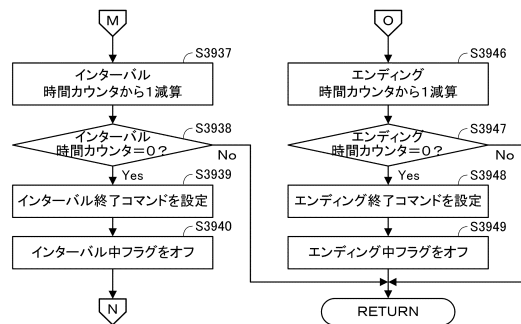 M
S3937
インターバル
時間カウンタから1減算
S3938
インターバル
時間カウンタ＝0？
No
Yes
S3939
インターバル終了コマンドを設定
S3940
インターバル中フラグをオフ
N
O
S3946
エンディング
時間カウンタから1減算
S3947
エンディング
時間カウンタ＝0？
No
Yes
S3948
エンディング終了コマンドを設定
S3949
エンディング中フラグをオフ
RETURN